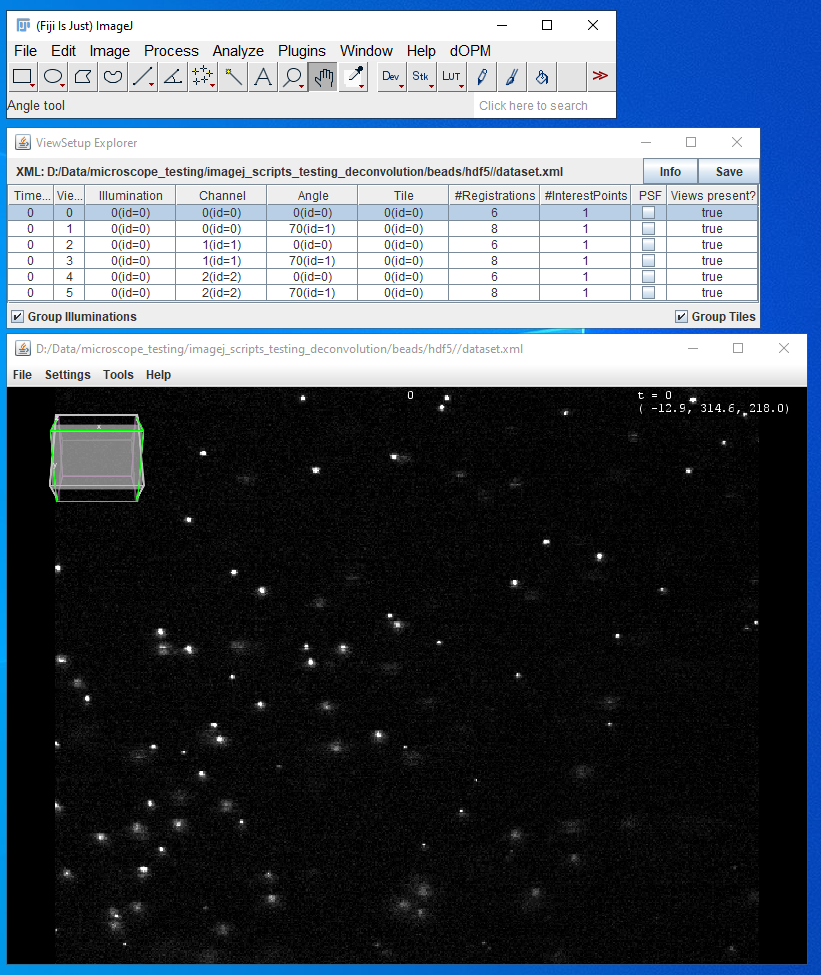 (Fiji Is Just) ImageJ
File Edit Image Process Analyze Plugins Window Help dOPM
A Dev Stk LUT >>
Angle tool Click here to search
ViewSetup Explorer
XML: D:/Data/microscope_testing/imagej_scripts_testing_deconvolution/beads/hdf5//dataset.xml Info Save
Time... Vie... Illumination Channel Angle Tile #Registrations #InterestPoints PSF Views present?
0 0 0(id=0) 0(id=0) 0(id=0) 0(id=0) 6 1 true
0 1 0(id=0) 0(id=0) 70(id=1) 0(id=0) 8 1 true
0 2 0(id=0) 1(id=1) 0(id=0) 0(id=0) 6 1 true
0 3 0(id=0) 1(id=1) 70(id=1) 0(id=0) 8 1 true
0 4 0(id=0) 2(id=2) 0(id=0) 0(id=0) 6 1 true
0 5 0(id=0) 2(id=2) 70(id=1) 0(id=0) 8 1 true
Group Illuminations Group Tiles
D:/Data/microscope_testing/imagej_scripts_testing_deconvolution/beads/hdf5//dataset.xml
File Settings Tools Help
0 t = 0
( -12.9, 314.6, 218.0)
x
y